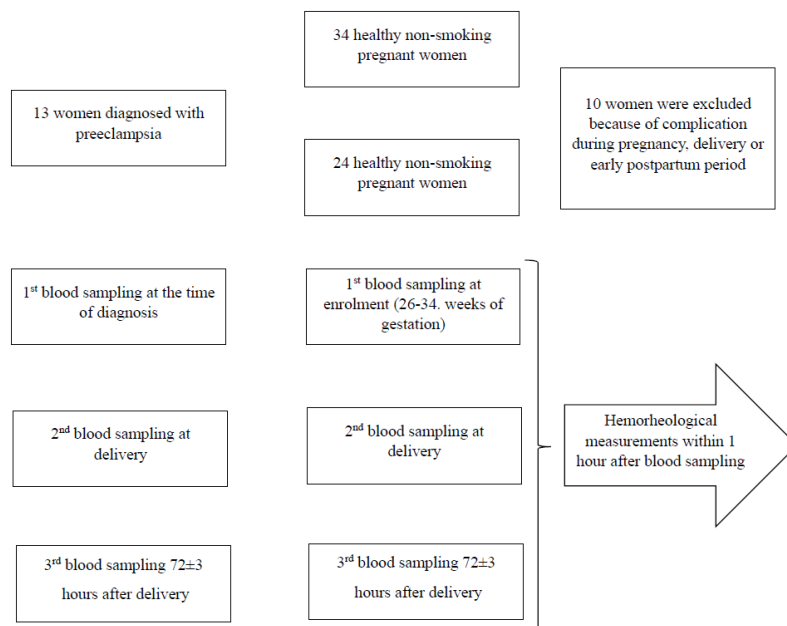 34 healthy non-smoking
pregnant women
13 women diagnosed with
preeclampsia
10 women were excluded
because of complication
during pregnancy, delivery or
early postpartum period
24 healthy non-smoking
pregnant women
1st blood sampling at the time
of diagnosis
1st blood sampling at
enrolment (26-34. weeks of
gestation)
2nd blood sampling at
delivery
2nd blood sampling at
delivery
Hemorheological
measurements within 1
hour after blood sampling
3rd blood sampling 72±3
hours after delivery
3rd blood sampling 72±3
hours after delivery